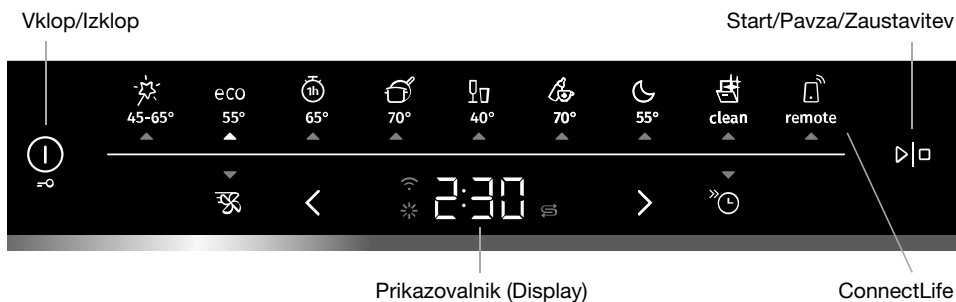 Vklop/Izklop Start/Pavza/Zaustavitev
1h
eco
45-65° 55° 65° 70° 40° 70° 55° clean remote
2:30
Prikazovalnik (Display) ConnectLife